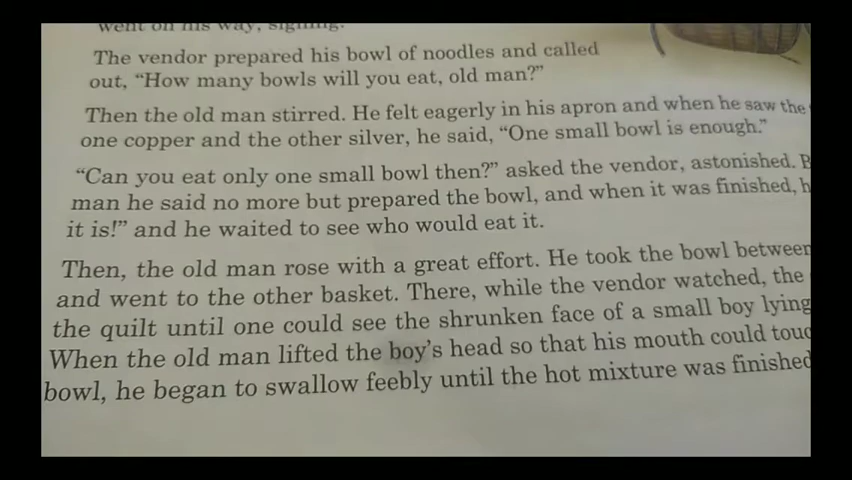 went on his way, sighing.
The vendor prepared his bowl of noodles and called
out, “How many bowls will you eat, old man?”
Then the old man stirred. He felt eagerly in his apron and when he saw the
one copper and the other silver, he said, “One small bowl is enough.”
“Can you eat only one small bowl then?” asked the vendor, astonished.
man he said no more but prepared the bowl, and when it was finished,
it is!” and he waited to see who would eat it.
Then, the old man rose with a great effort. He took the bowl between
and went to the other basket. There, while the vendor watched, the
the quilt until one could see the shrunken face of a small boy lying
When the old man lifted the boy’s head so that his mouth could
bowl, he began to swallow feebly until the hot mixture was finished